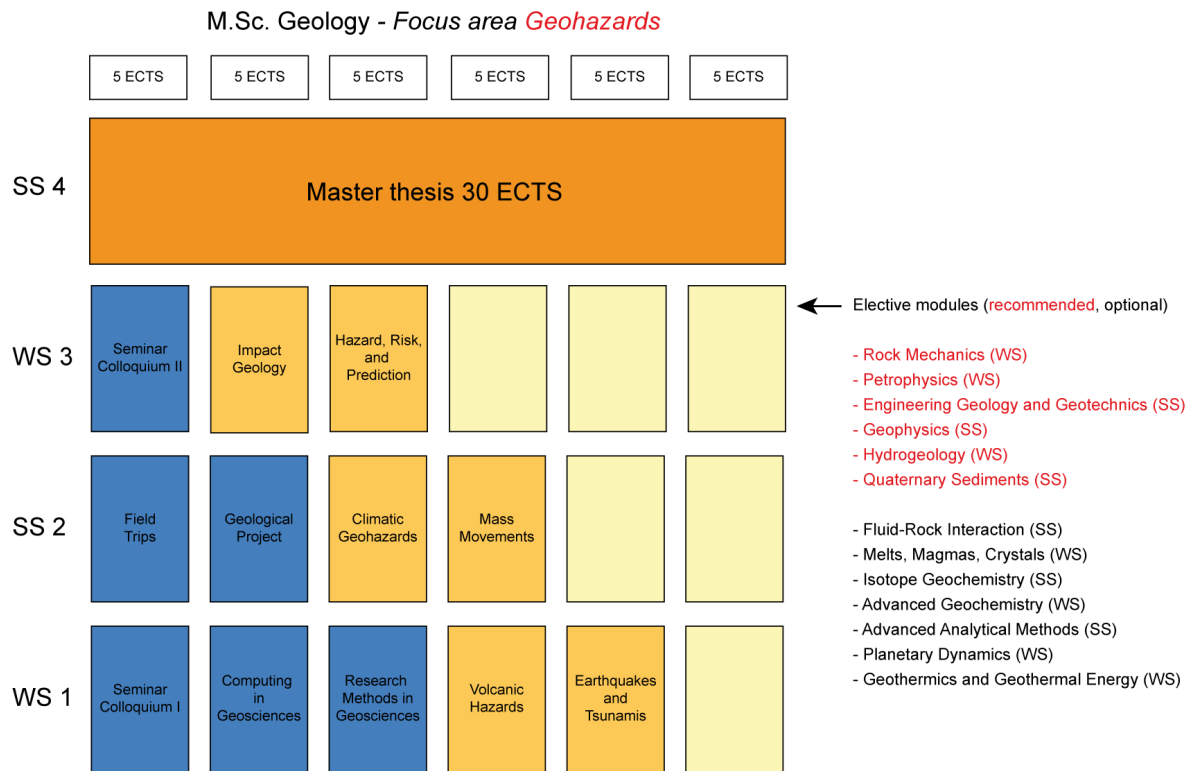 M.Sc. Geology - Focus area Geohazards
5 ECTS
5 ECTS
5 ECTS
5 ECTS
5 ECTS
5 ECTS
SS 4
Master thesis 30 ECTS
WS 3
Seminar
Colloquium II
Impact
Geology
Hazard, Risk,
and
Prediction
SS 2
Field
Trips
Geological
Project
Climatic
Geohazards
Mass
Movements
WS 1
Seminar
Colloquium I
Computing
in
Geosciences
Research
Methods in
Geosciences
Volcanic
Hazards
Earthquakes
and
Tsunamis
Elective modules (recommended, optional)
- Rock Mechanics (WS)
- Petrophysics (WS)
- Engineering Geology and Geotechnics (SS)
- Geophysics (SS)
- Hydrogeology (WS)
- Quaternary Sediments (SS)
- Fluid-Rock Interaction (SS)
- Melts, Magmas, Crystals (WS)
- Isotope Geochemistry (SS)
- Advanced Geochemistry (WS)
- Advanced Analytical Methods (SS)
- Planetary Dynamics (WS)
- Geothermics and Geothermal Energy (WS)